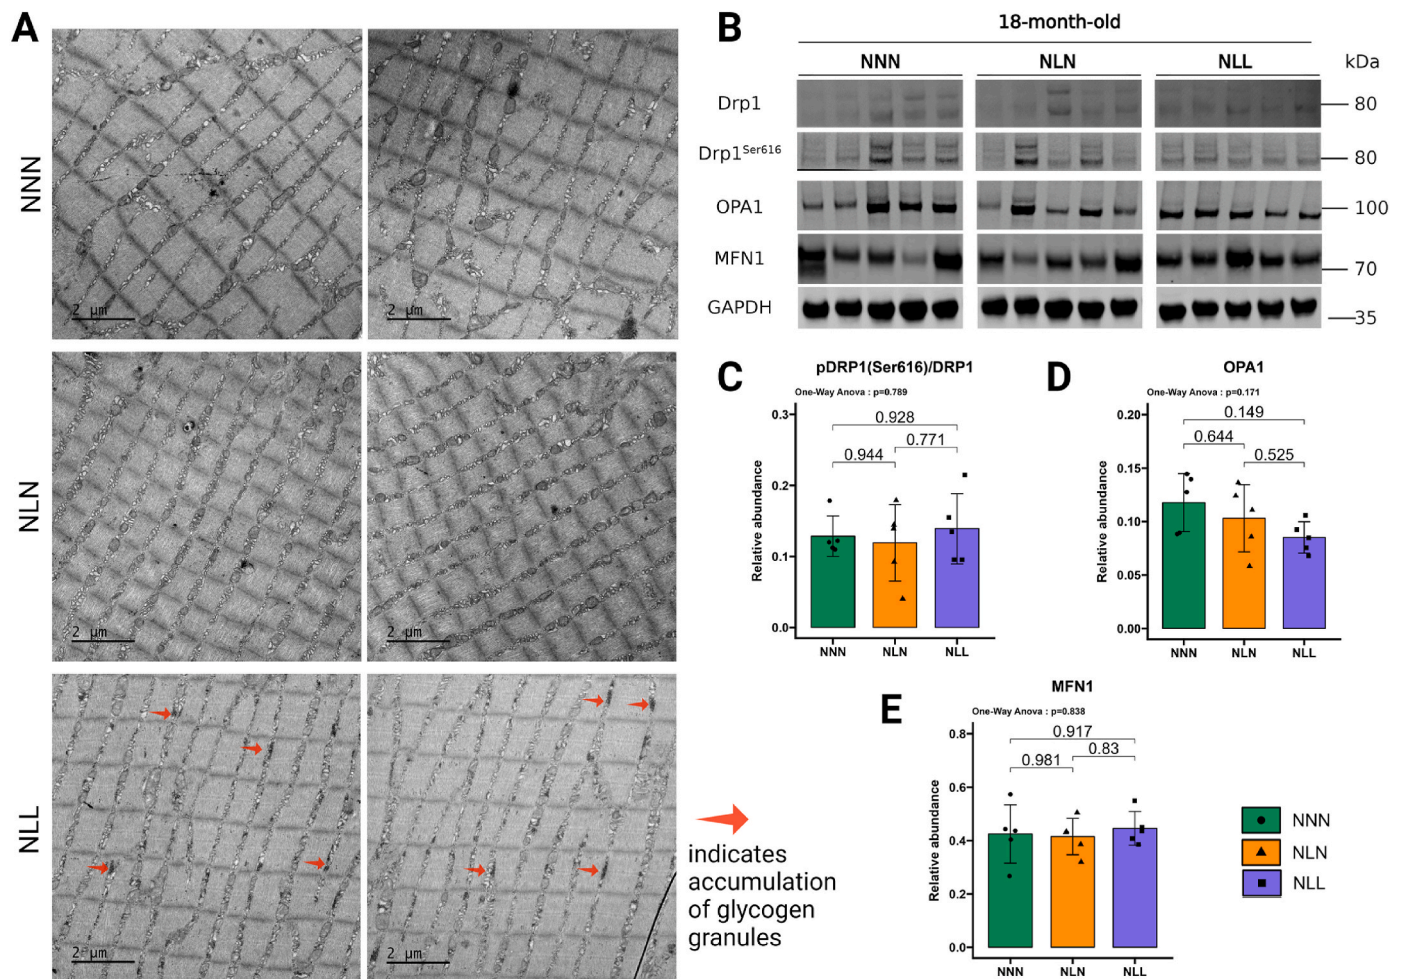 A
NNN
2 µm
2 µm
NLN
2 µm
2 µm
NLL
2 µm
2 µm
indicates
accumulation
of glycogen
granules
B
18-month-old
NNN NLN NLL kDa
Drp1 80
Drp1Ser616 80
OPA1 100
MFN1 70
GAPDH 35
C
pDRP1(Ser616)/DRP1
One-Way Anova : p=0.789
0.3
0.928
0.771
0.944
0.2
0.1
0.0
Relative abundance
NNN NLN NLL
D
OPA1
One-Way Anova : p=0.171
0.20
0.149
0.644
0.525
0.15
0.10
0.05
0.00
Relative abundance
NNN NLN NLL
E
MFN1
One-Way Anova : p=0.838
0.8
0.917
0.83
0.981
0.6
0.4
0.2
0.0
Relative abundance
NNN NLN NLL
NNN
NLN
NLL